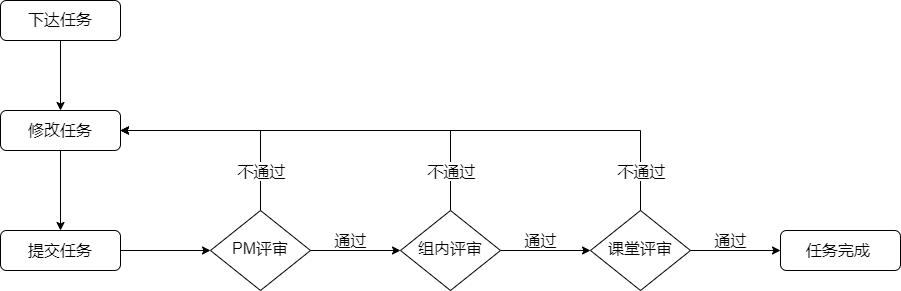 下达任务
修改任务
不通过
不通过
不通过
提交任务
PM评审
通过
组内评审
通过
课堂评审
通过
任务完成